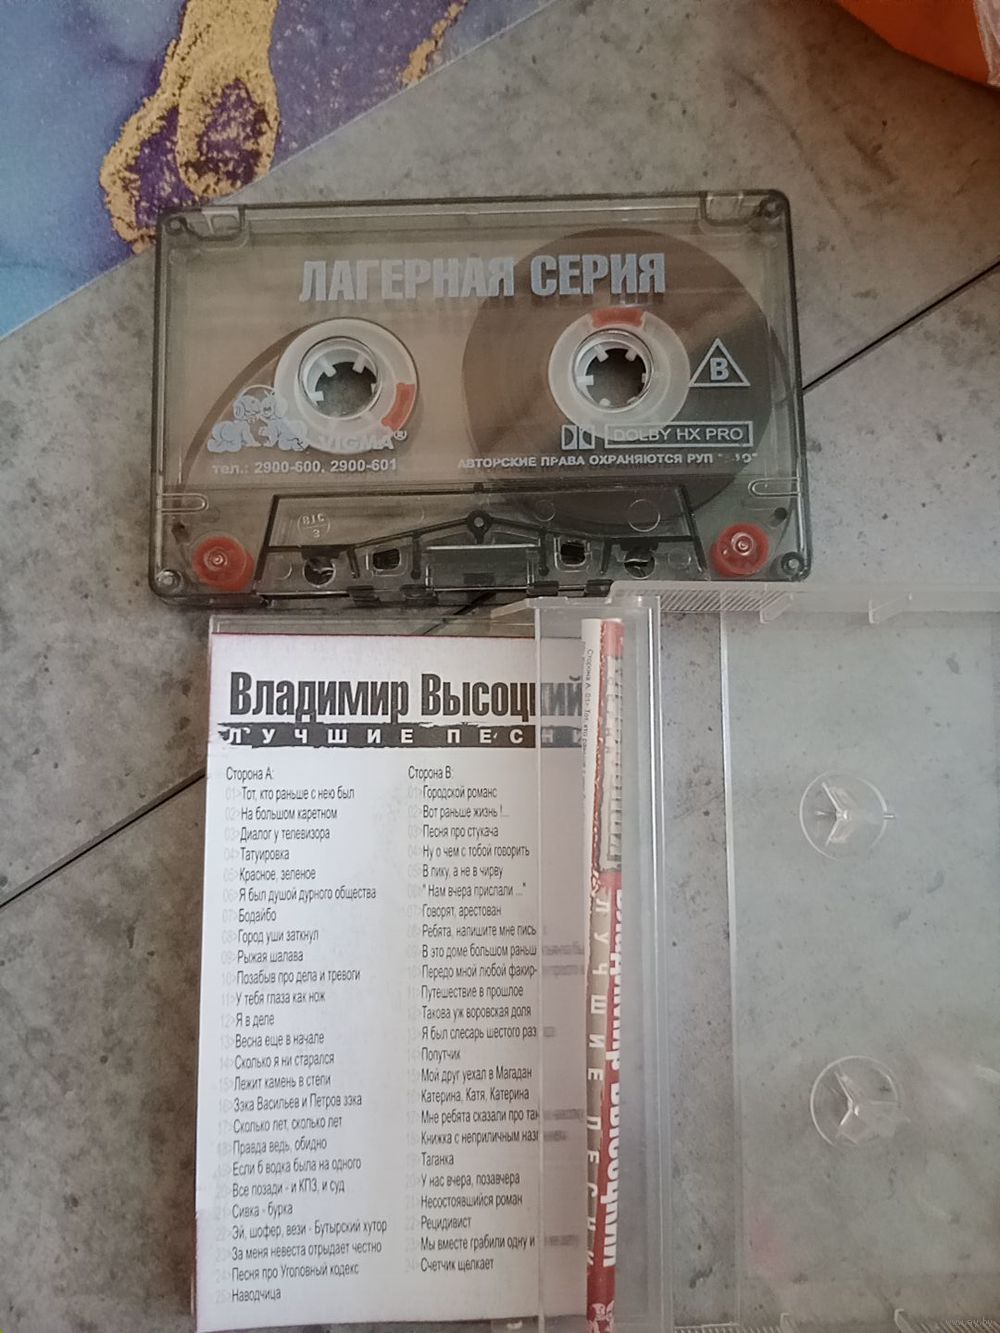 ЛАГЕРНАЯ СЕРИЯ
B
VIGMA®
DOLBY HX PRO
тел.: 2900-600, 2900-601
АВТОРСКИЕ ПРАВА ОХРАНЯЮТСЯ РУП
Владимир Высоцкий
ЛУЧШИЕ ПЕСНИ
Сторона А:
01>Тот, кто раньше с нею был
02>На большом каретном
03>Диалог у телевизора
04>Татуировка
05>Красное, зеленое
06>Я был душой дурного общества
07>Бодайбо
08>Город уши заткнул
09>Рыжая шалава
10>Позабыв про дела и тревоги
11>У тебя глаза как нож
12>Я в деле
13>Весна еще в начале
14>Сколько я ни старался
15>Лежит камень в степи
16>Зэка Васильев и Петров зэка
17>Сколько лет, сколько лет
18>Правда ведь, обидно
19>Если б водка была на одного
20>Все позади - и КПЗ, и суд
21>Сивка - бурка
22>Эй, шофер, вези - Бутырский хутор
23>За меня невеста отрыдает честно
24>Песня про Уголовный кодекс
25>Наводчица
Сторона В:
01>Городской романс
02>Вот раньше жизнь !...
03>Песня про стукача
04>Ну о чем с тобой говорить
05>В пику, а не в чирву
06>" Нам вчера прислали ..."
07>Говорят, арестован
08>Ребята, напишите мне
09>В это доме большом раньше
10>Передо мной любой факир-
11>Путешествие в прошлое
12>Такова уж воровская доля
13>Я был слесарь шестого
14>Попутчик
15>Мой друг уехал в Магадан
16>Катерина, Катя, Катерина
17>Мне ребята сказали про
18>Книжка с неприличным
19>Таганка
20>У нас вчера, позавчера
21>Несостоявшийся роман
22>Рецидивист
23>Мы вместе грабили одну и
24>Счетчик щелкает
Владимир Высоцкий
ЛУЧШИЕ ПЕСНИ